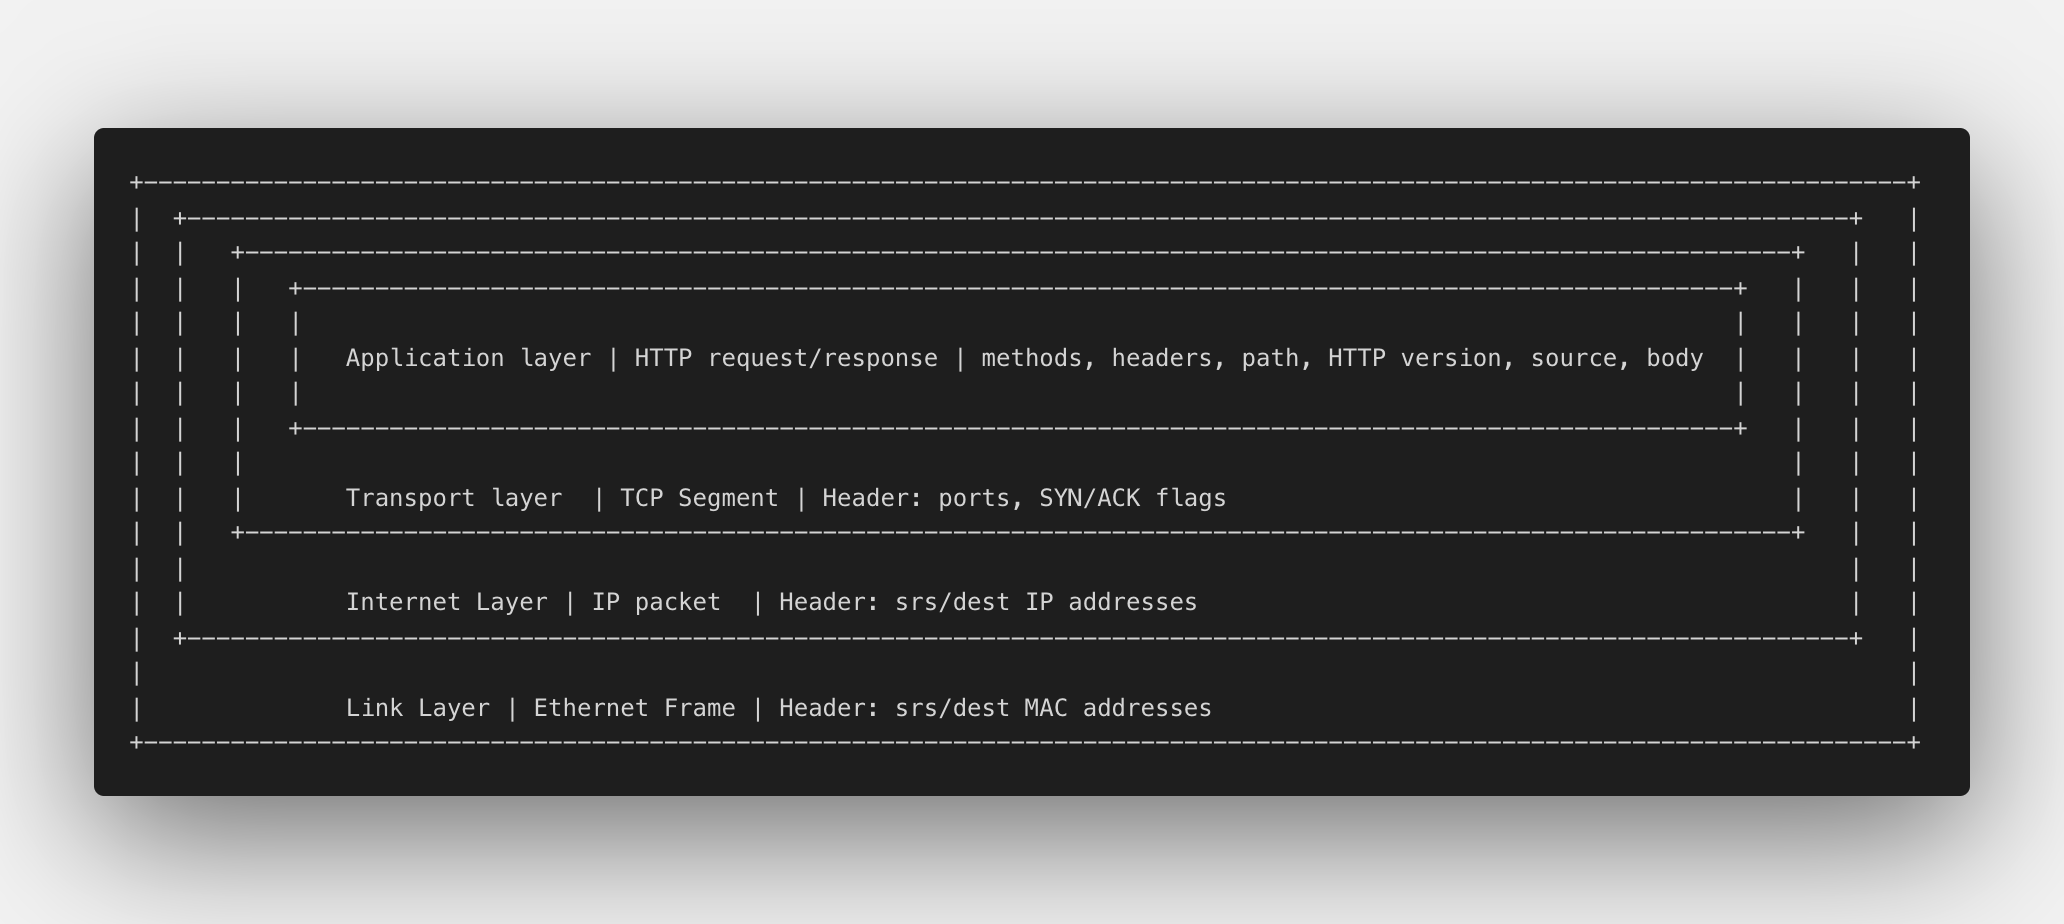 Application layer | HTTP request/response | methods, headers, path, HTTP version, source, body
Transport layer  | TCP Segment | Header: ports, SYN/ACK flags
Internet Layer | IP packet  | Header: srs/dest IP addresses
Link Layer | Ethernet Frame | Header: srs/dest MAC addresses